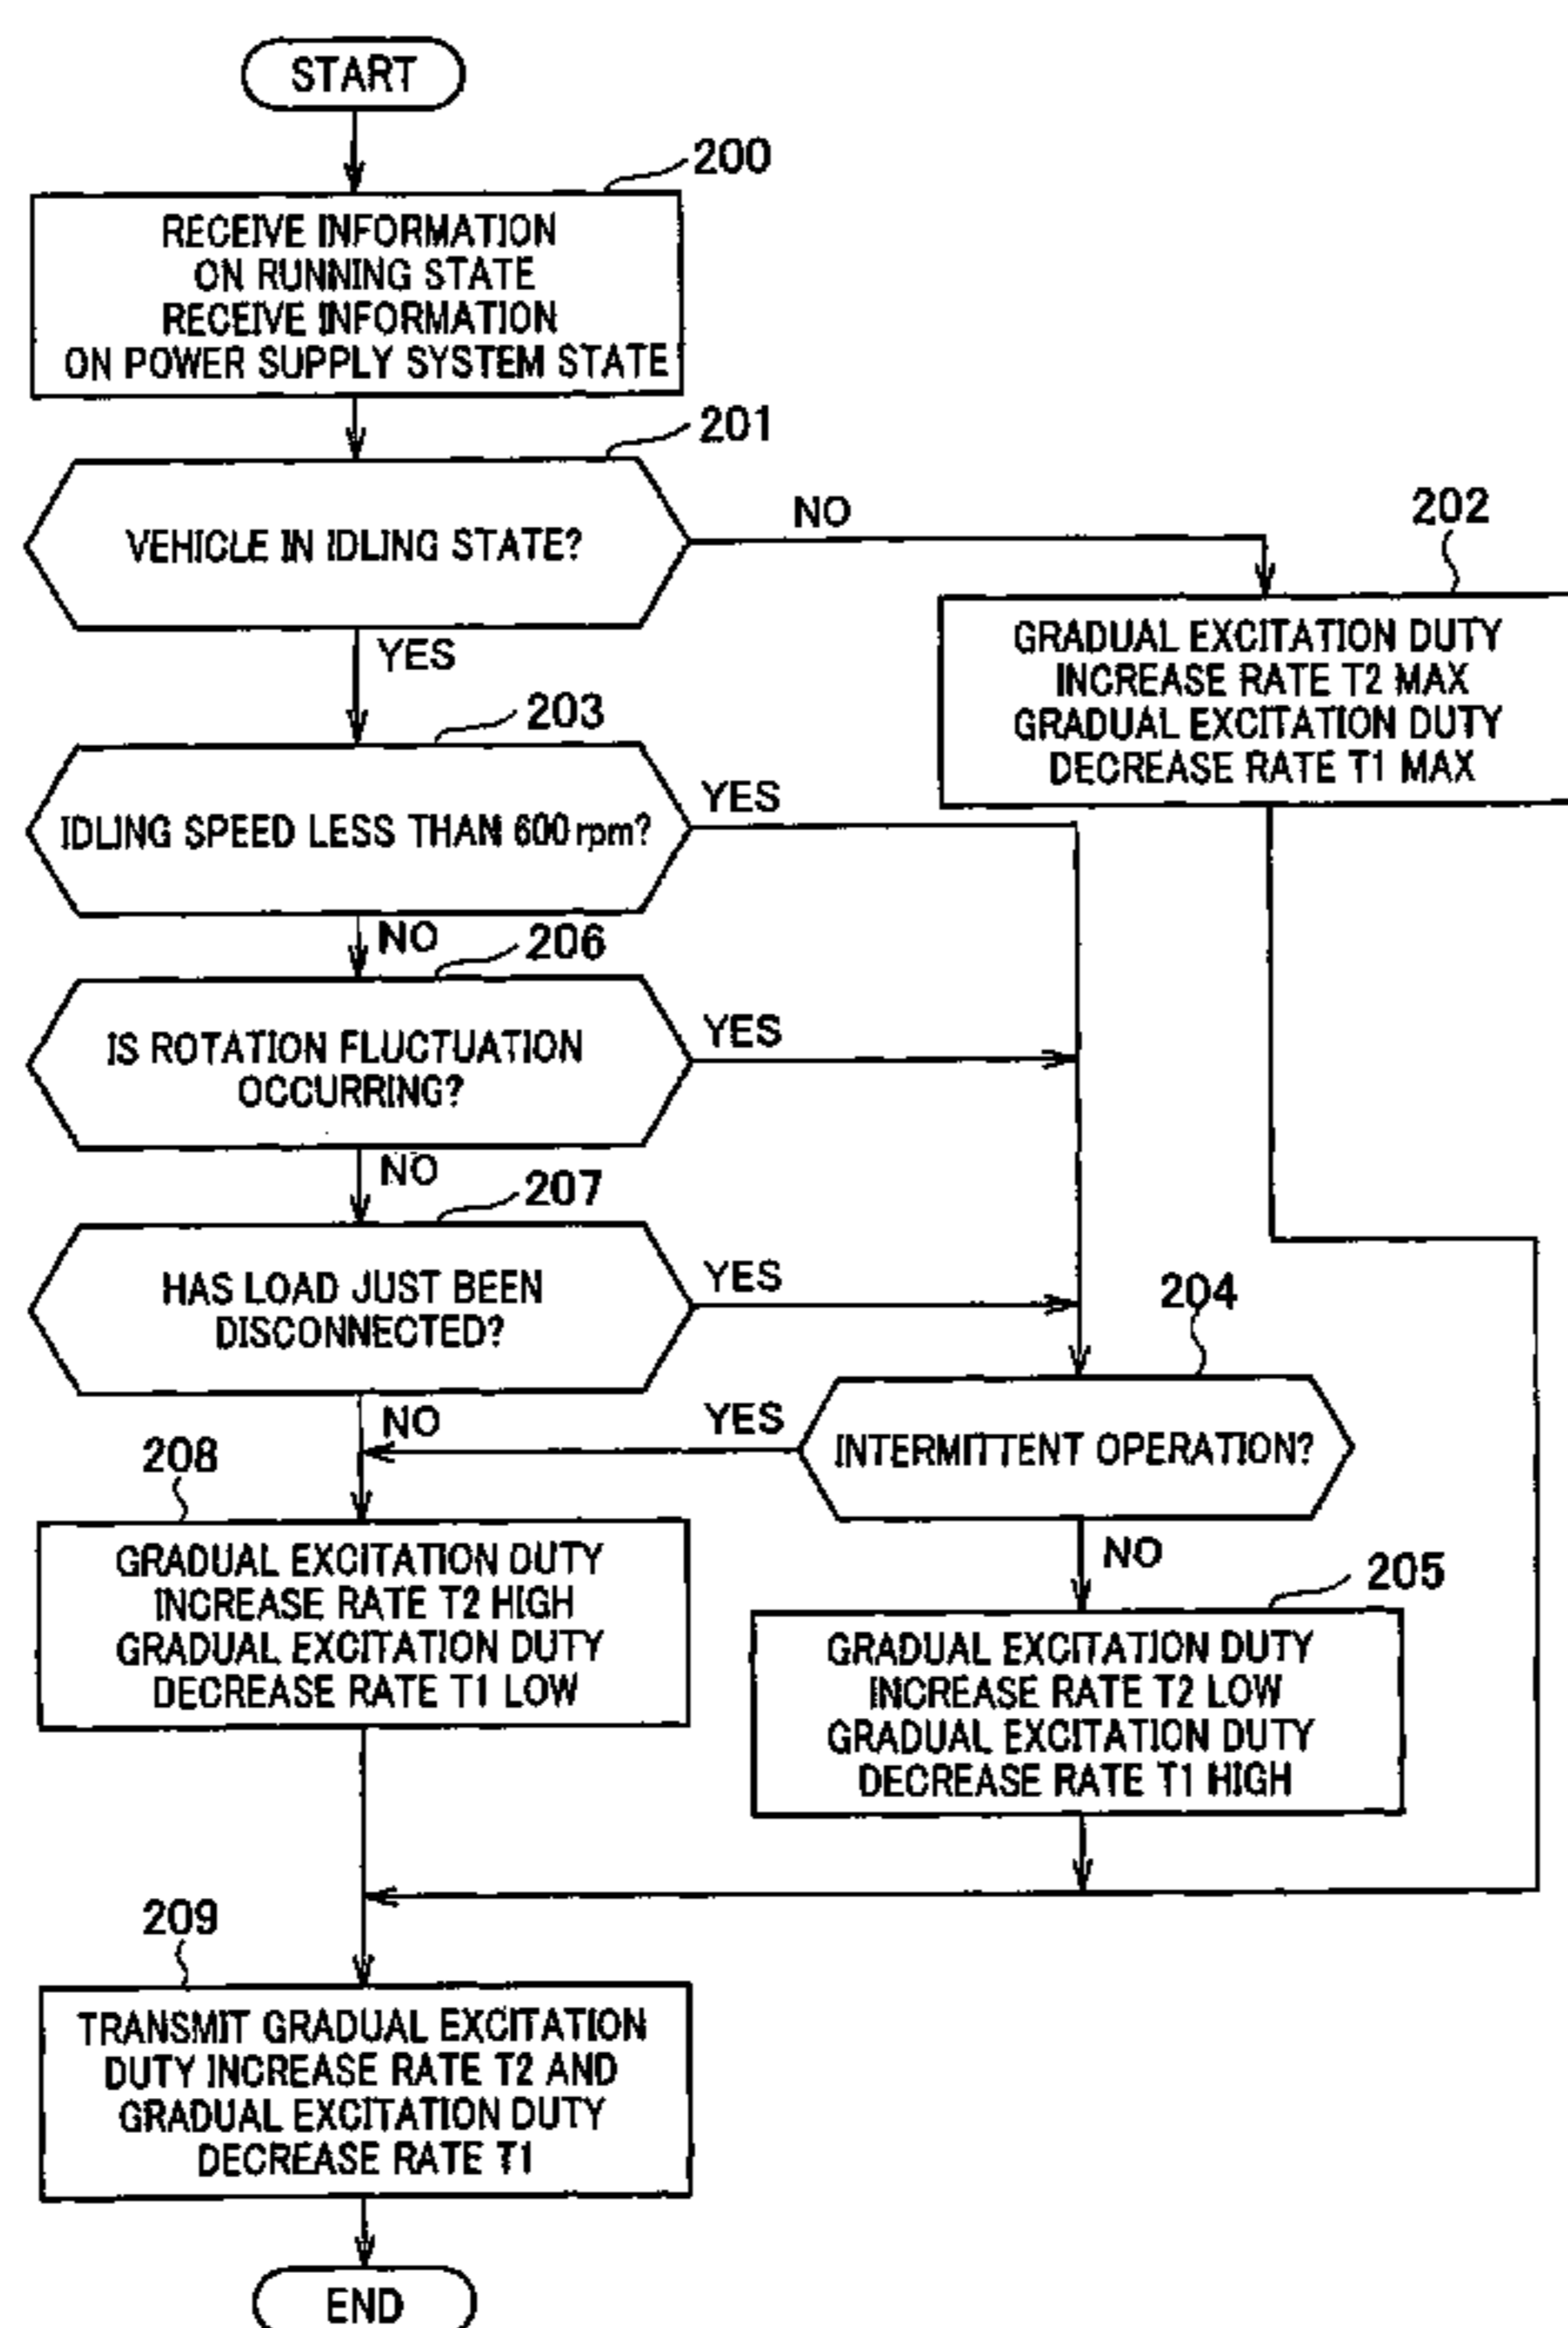 START
200
RECEIVE INFORMATION
ON RUNNING STATE
RECEIVE INFORMATION
ON POWER SUPPLY SYSTEM STATE
201
VEHICLE IN IDLING STATE?
NO
202
GRADUAL EXCITATION DUTY
INCREASE RATE T2 MAX
GRADUAL EXCITATION DUTY
DECREASE RATE T1 MAX
YES
203
IDLING SPEED LESS THAN 600 rpm?
YES
NO
206
IS ROTATION FLUCTUATION
OCCURRING?
YES
NO
207
HAS LOAD JUST BEEN
DISCONNECTED?
YES
204
INTERMITTENT OPERATION?
YES
NO
NO
208
GRADUAL EXCITATION DUTY
INCREASE RATE T2 HIGH
GRADUAL EXCITATION DUTY
DECREASE RATE T1 LOW
205
GRADUAL EXCITATION DUTY
INCREASE RATE T2 LOW
GRADUAL EXCITATION DUTY
DECREASE RATE T1 HIGH
209
TRANSMIT GRADUAL EXCITATION
DUTY INCREASE RATE T2 AND
GRADUAL EXCITATION DUTY
DECREASE RATE T1
END